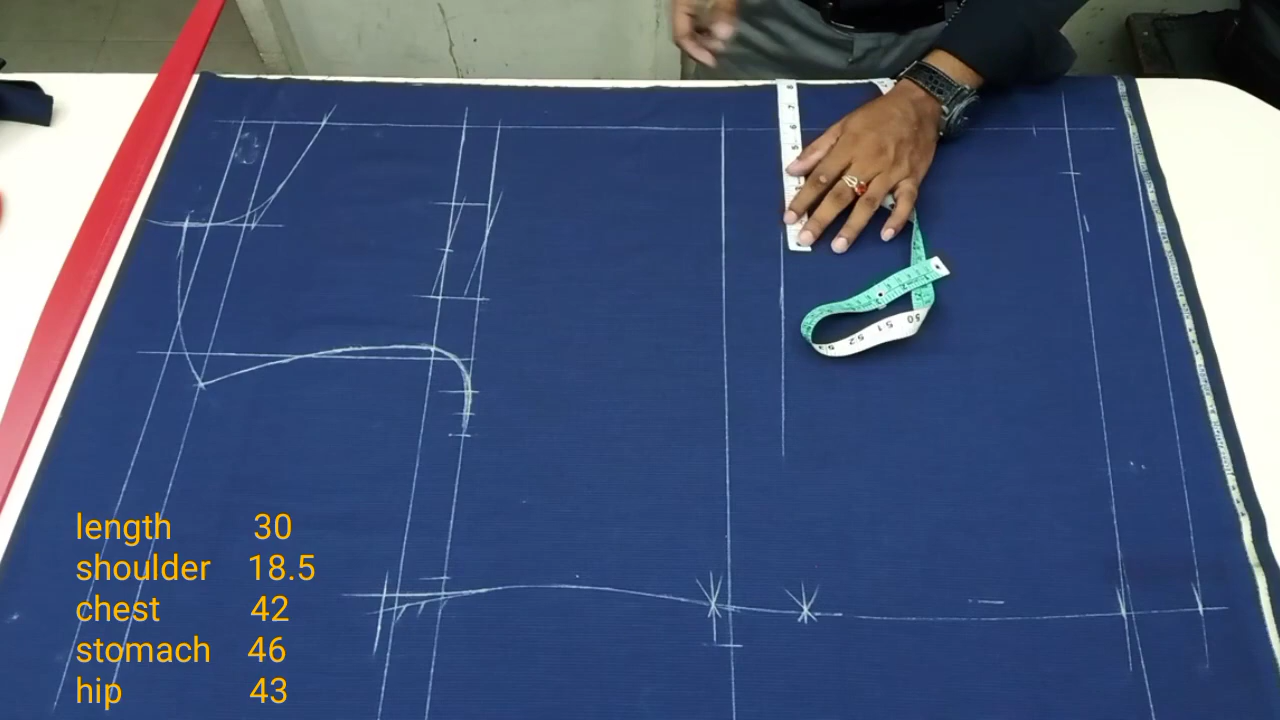 length 30
shoulder 18.5
chest 42
stomach 46
hip 43